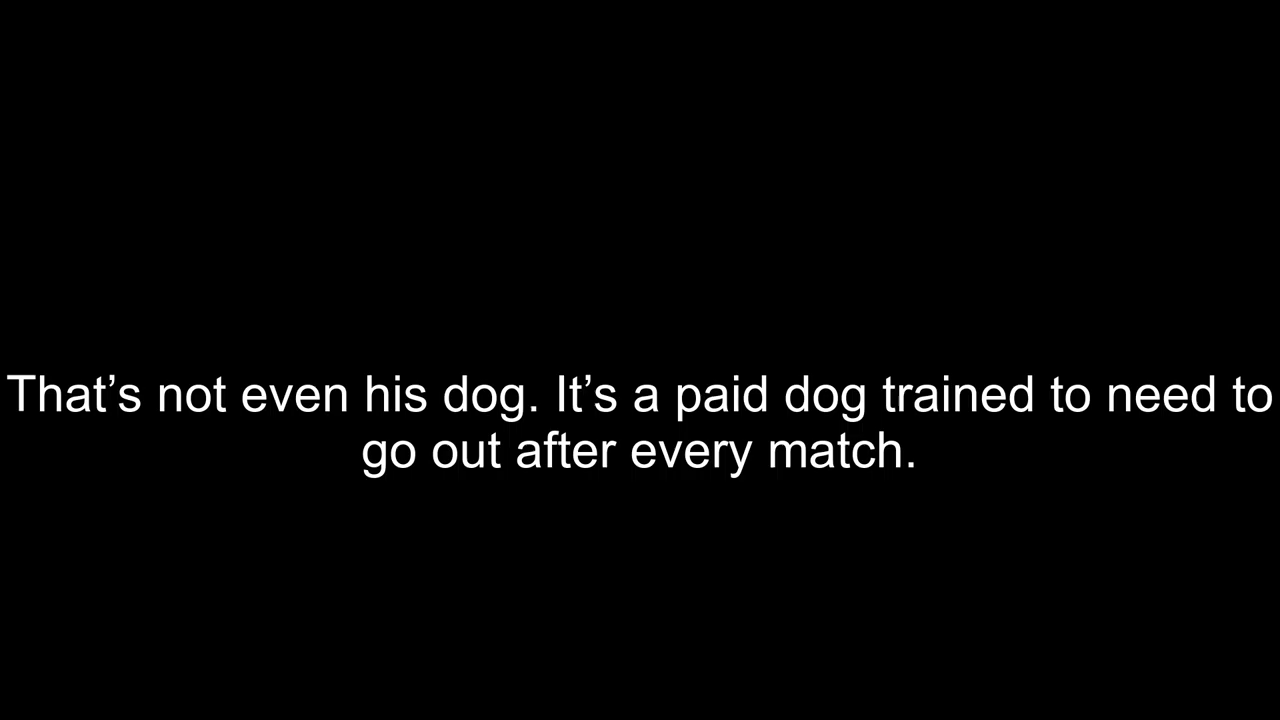 That’s not even his dog. It’s a paid dog trained to need to
go out after every match.